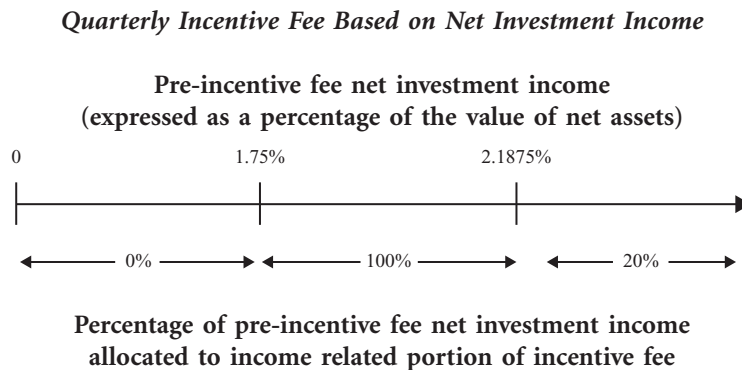 Quarterly Incentive Fee Based on Net Investment Income
Pre-incentive fee net investment income
(expressed as a percentage of the value of net assets)
0 1.75% 2.1875%
0% 100% 20%
Percentage of pre-incentive fee net investment income
allocated to income related portion of incentive fee